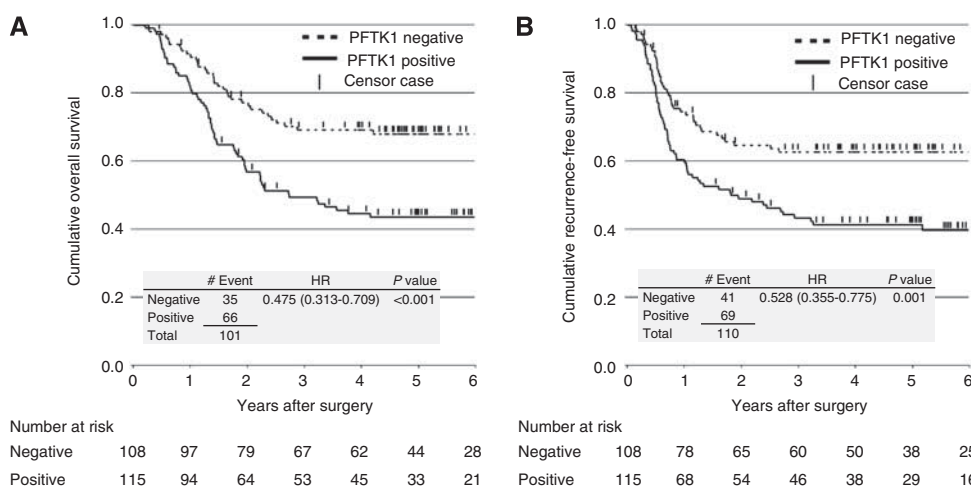 A
1.0
0.8
0.6
0.4
0.2
0.0
Cumulative overall survival
PFTK1 negative
PFTK1 positive
Censor case
# Event HR P value
Negative 35 0.475 (0.313-0.709) <0.001
Positive 66
Total 101
0 1 2 3 4 5 6
Years after surgery
Number at risk
Negative 108 97 79 67 62 44 28
Positive 115 94 64 53 45 33 21
B
1.0
0.8
0.6
0.4
0.2
0.0
Cumulative recurrence-free survival
PFTK1 negative
PFTK1 positive
Censor case
# Event HR P value
Negative 41 0.528 (0.355-0.775) 0.001
Positive 69
Total 110
0 1 2 3 4 5 6
Years after surgery
Number at risk
Negative 108 78 65 60 50 38 25
Positive 115 68 54 46 38 29 16